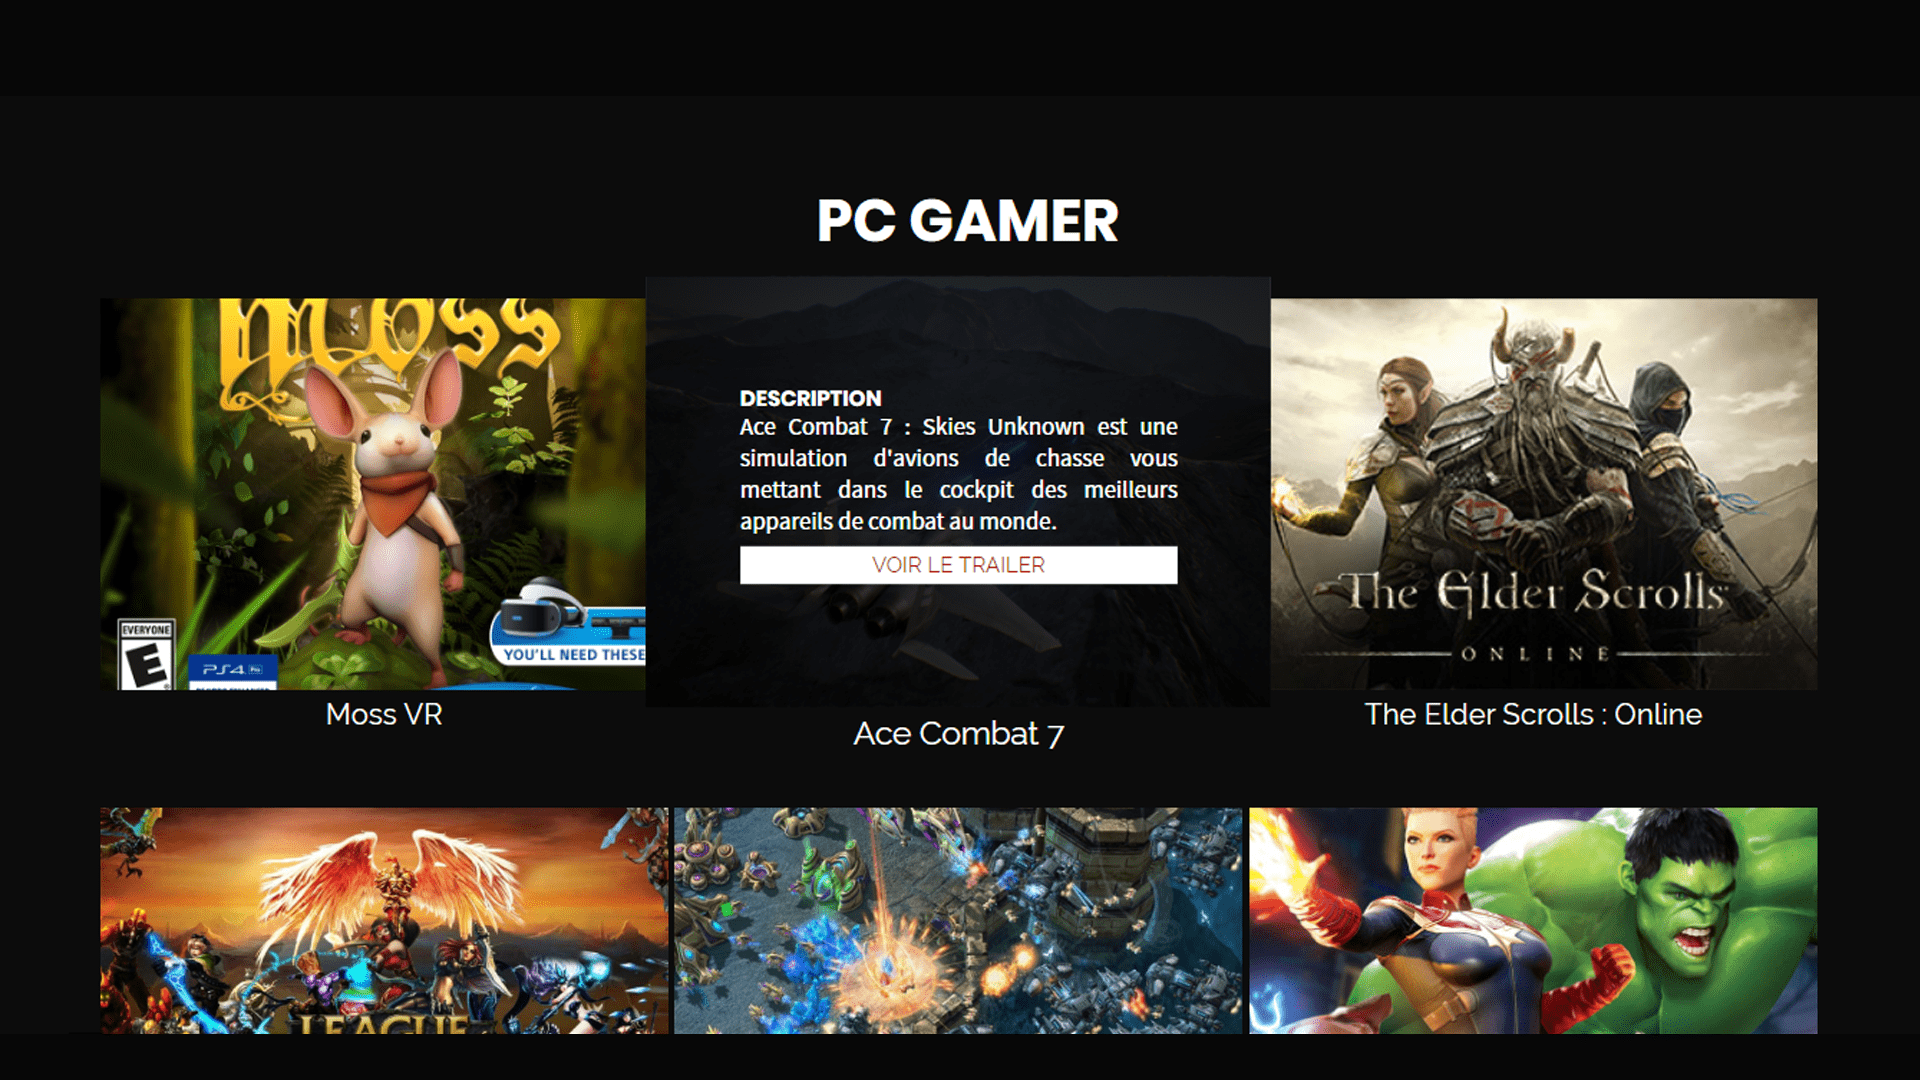 PC GAMER
Moss
EVERYONE
E
PS4 Pro
YOU'LL NEED THESE
Moss VR
DESCRIPTION
Ace Combat 7 : Skies Unknown est une
simulation d'avions de chasse vous
mettant dans le cockpit des meilleurs
appareils de combat au monde.
VOIR LE TRAILER
Ace Combat 7
The Elder Scrolls
ONLINE
The Elder Scrolls : Online
LEAGUE